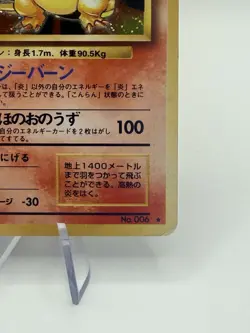 ン：身長1.7m、体重90.5Kg
ジーバーン
は、「炎」以外の自分のエネルギーを「炎」エネ
して扱うことができる。「こんらん」状態のときに
ほのおのうず
自分のエネルギーカードを２枚はがし
100
にげる
地上1400メートル
まで羽をつかって飛ぶ
ことができる。高熱の
炎をはく。
ージ -30
No. 006 ★